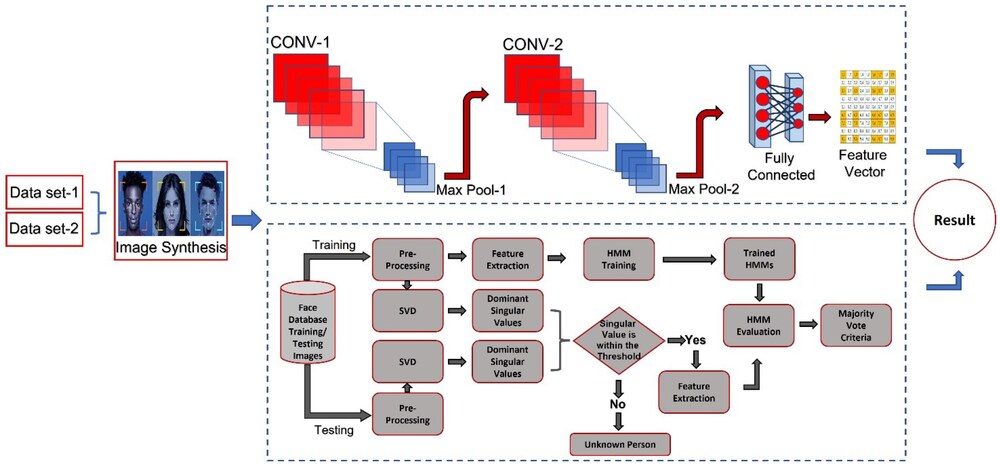 CONV-1
CONV-2
Max Pool-1
Max Pool-2
Fully
Connected
Feature
Vector
Data set-1
Data set-2
Image Synthesis
Result
Training
Pre-
Processing
Feature
Extraction
HMM
Training
Trained
HMMs
Face
Database
Training/
Testing
Images
SVD
Dominant
Singular
Values
Singular
Value is
within the
Threshold
Yes
HMM
Evaluation
Majority
Vote
Criteria
SVD
Dominant
Singular
Values
Feature
Extraction
Pre-
Processing
No
Testing
Unknown Person